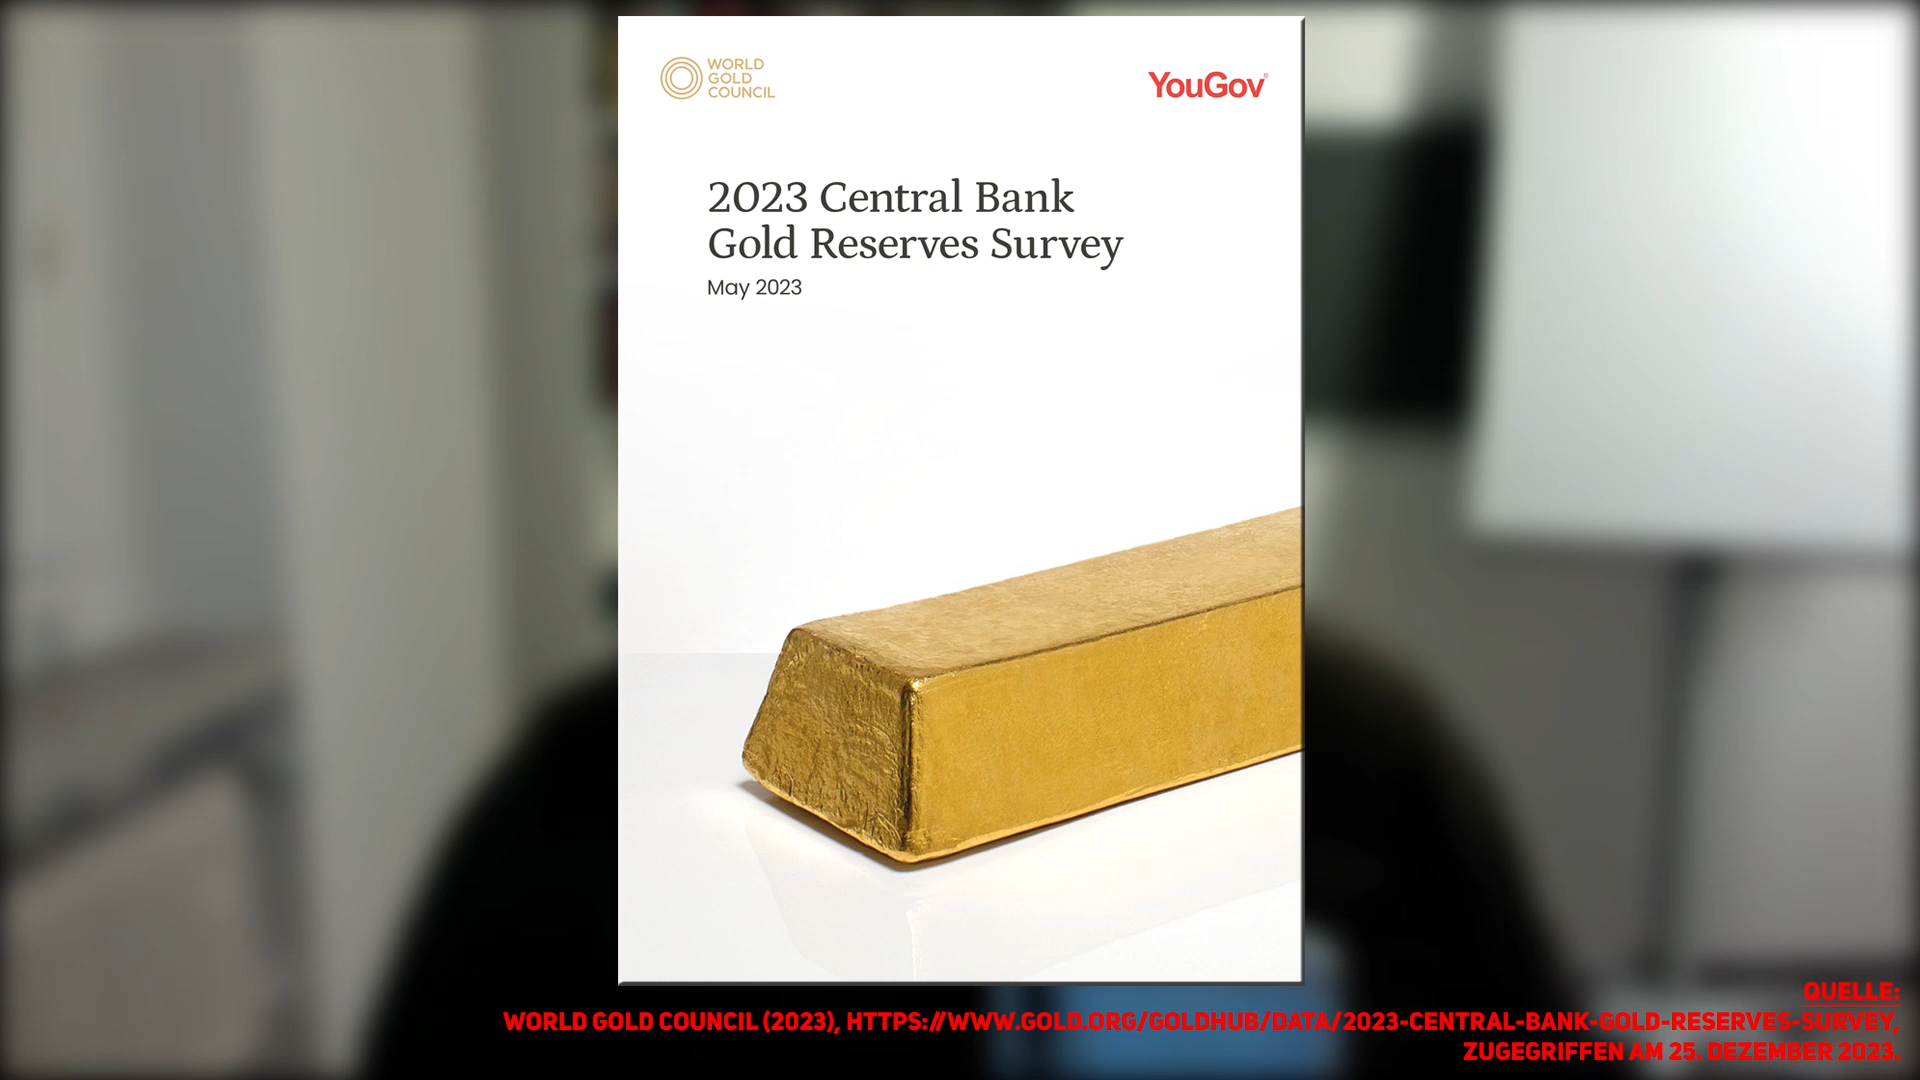 WORLD
GOLD
COUNCIL
YouGov
2023 Central Bank
Gold Reserves Survey
May 2023
QUELLE:
WORLD GOLD COUNCIL (2023), HTTPS://WWW.GOLD.ORG/GOLDHUB/DATA/2023-CENTRAL-BANK-GOLD-RESERVES-SURVEY,
ZUGEGRIFFEN AM 25. DEZEMBER 2023.